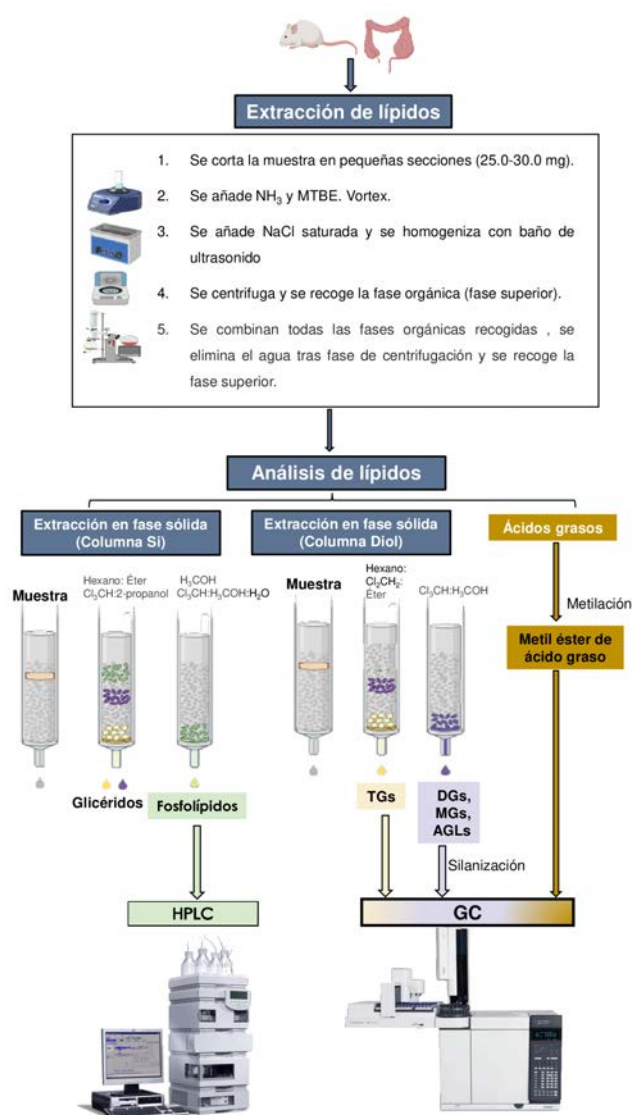 Extracción de lípidos
1. Se corta la muestra en pequeñas secciones (25.0-30.0 mg).
2. Se añade NH3 y MTBE. Vortex.
3. Se añade NaCl saturada y se homogeniza con baño de
ultrasonido
4. Se centrifuga y se recoge la fase orgánica (fase superior).
5. Se combinan todas las fases orgánicas recogidas , se
elimina el agua tras fase de centrifugación y se recoge la
fase superior.
Análisis de lípidos
Extracción en fase sólida
(Columna Si)
Extracción en fase sólida
(Columna Diol)
Ácidos grasos
Muestra
Hexano: Éter
Cl3CH:2-propanol
H3COH
Cl3CH:H3COH:H2O
Muestra
Hexano:
Cl2CH2:
Éter
Cl3CH:H3COH
Metilación
Metil éster de
ácido graso
Glicéridos
Fosfolípidos
TGs
DGs,
MGs,
AGLs
Silanización
HPLC
GC